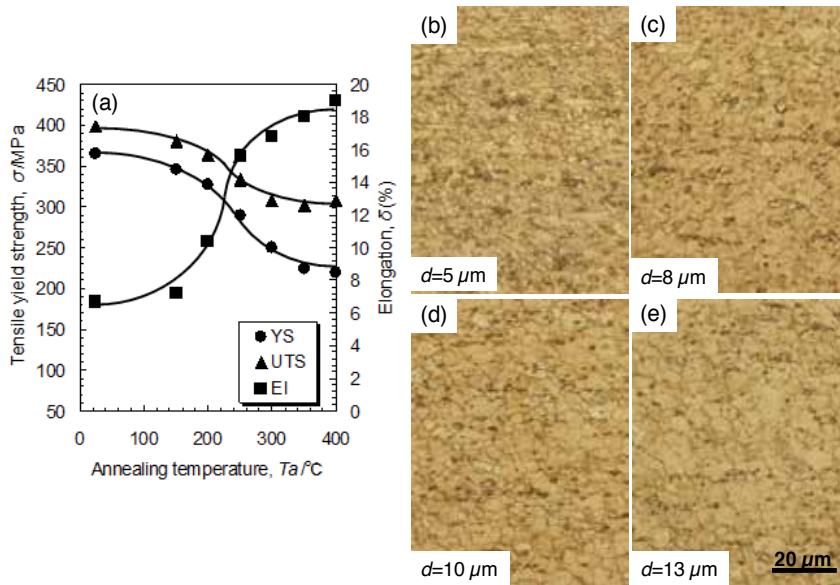 (a)
450
400
350
300
250
200
150
100
50
Tensile yield strength, σ/MPa
20
18
16
14
12
10
8
6
4
2
0
Elongation, δ(%)
YS
UTS
EI
0 100 200 300 400
Annealing temperature, Ta/°C
(b)
d=5 µm
(c)
d=8 µm
(d)
d=10 µm
(e)
d=13 µm
20 µm